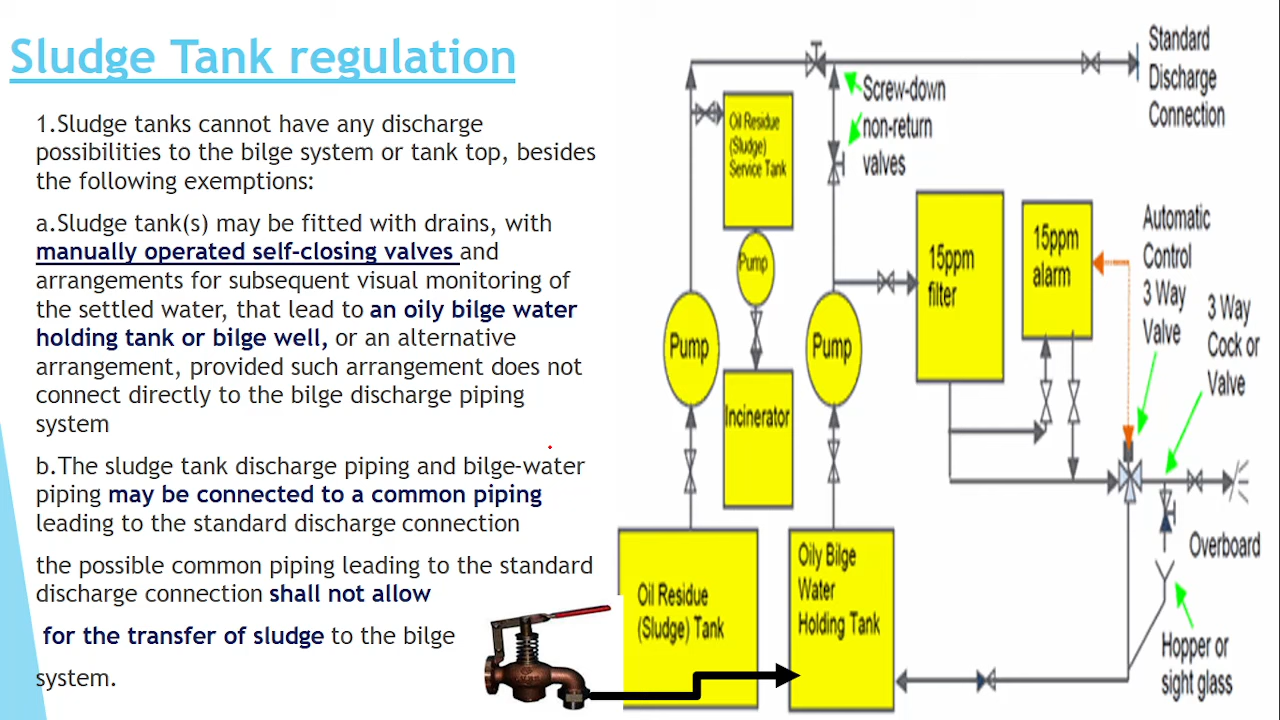 Sludge Tank regulation
1.Sludge tanks cannot have any discharge
possibilities to the bilge system or tank top, besides
the following exemptions:
a.Sludge tank(s) may be fitted with drains, with
manually operated self-closing valves and
arrangements for subsequent visual monitoring of
the settled water, that lead to an oily bilge water
holding tank or bilge well, or an alternative
arrangement, provided such arrangement does not
connect directly to the bilge discharge piping
system
b.The sludge tank discharge piping and bilge-water
piping may be connected to a common piping
leading to the standard discharge connection
the possible common piping leading to the standard
discharge connection shall not allow
for the transfer of sludge to the bilge
system.
Standard
Discharge
Connection
Screw-down
non-return
valves
Oil Residue
(Sludge)
Service Tank
Pump
Incinerator
Pump
Pump
15ppm
filter
15ppm
alarm
Automatic
Control
3 Way
Valve
3 Way
Cock or
Valve
Overboard
Hopper or
sight glass
Oil Residue
(Sludge) Tank
Oily Bilge
Water
Holding Tank